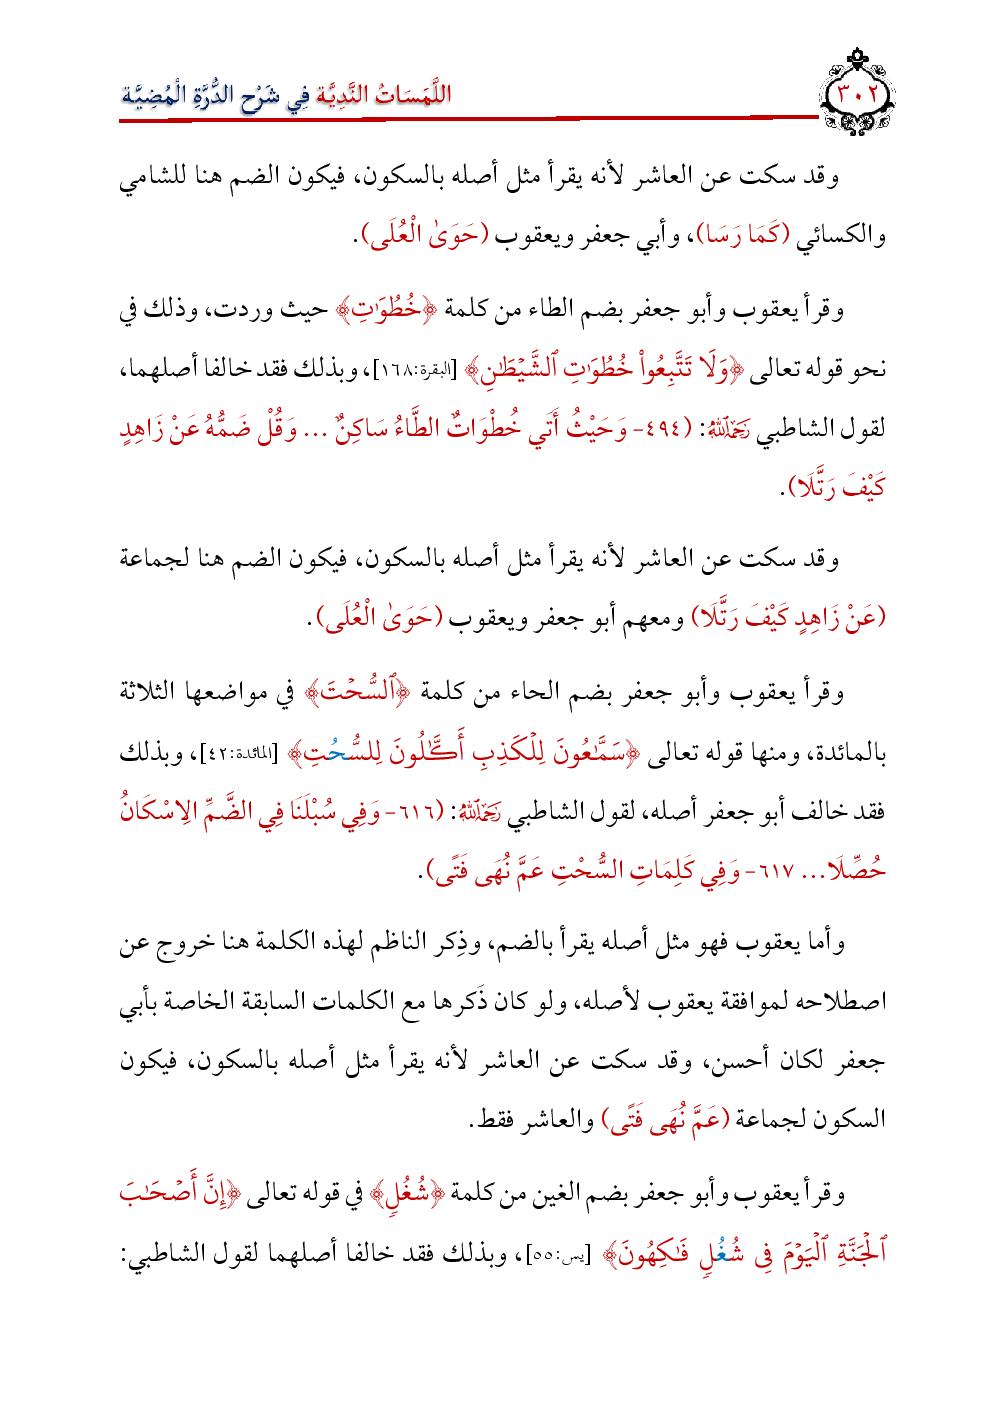 ٣٠٢
اللَّمَسَاتُ النَّدِيَّة فِي شَرْحِ الدُّرَّةِ الْمُضِيَّة
وقد سكت عن العاشر لأنه يقرأ مثل أصله بالسكون، فيكون الضم هنا للشامي
والكسائي (كَمَا رَسَا)، وأبي جعفر ويعقوب (حَوَىٰ الْعُلَى).
وقرأ يعقوب وأبو جعفر بضم الطاء من كلمة ﴿خُطُوَٰتِ﴾ حيث وردت، وذلك في
نحو قوله تعالى ﴿وَلَا تَتَّبِعُواْ خُطُوَٰتِ ٱلشَّيۡطَٰنِ﴾ [البقرة:١٦٨]، وبذلك فقد خالفا أصلهما،
لقول الشاطبي رَحِمَهُ ٱللَّهُ: (٤٩٤- وَحَيْثُ أَتَي خُطْوَاتٌ الطَّاءُ سَاكِنٌ ... وَقُلْ ضَمُّهُ عَنْ زَاهِدٍ
كَيْفَ رَتَّلَا).
وقد سكت عن العاشر لأنه يقرأ مثل أصله بالسكون، فيكون الضم هنا لجماعة
(عَنْ زَاهِدٍ كَيْفَ رَتَّلَا) ومعهم أبو جعفر ويعقوب (حَوَىٰ الْعُلَى).
وقرأ يعقوب وأبو جعفر بضم الحاء من كلمة ﴿ٱلسُّحۡتَ﴾ في مواضعها الثلاثة
بالمائدة، ومنها قوله تعالى ﴿سَمَّٰعُونَ لِلۡكَذِبِ أَكَّٰلُونَ لِلسُّحُتِ﴾ [المائدة:٤٢]، وبذلك
فقد خالف أبو جعفر أصله، لقول الشاطبي رَحِمَهُ ٱللَّهُ: (٦١٦- وَفِي سُبْلَنَا فِي الضَّمِّ الِاسْكَانُ
حُصِّلَا... ٦١٧- وَفِي كَلِمَاتِ السُّحْتِ عَمَّ نُهَى فَتًى).
وأما يعقوب فهو مثل أصله يقرأ بالضم، وذِكر الناظم لهذه الكلمة هنا خروج عن
اصطلاحه لموافقة يعقوب لأصله، ولو كان ذَكرها مع الكلمات السابقة الخاصة بأبي
جعفر لكان أحسن، وقد سكت عن العاشر لأنه يقرأ مثل أصله بالسكون، فيكون
السكون لجماعة (عَمَّ نُهَى فَتًى) والعاشر فقط.
وقرأ يعقوب وأبو جعفر بضم الغين من كلمة ﴿شُغُلٖ﴾ في قوله تعالى ﴿إِنَّ أَصۡحَٰبَ
ٱلۡجَنَّةِ ٱلۡيَوۡمَ فِي شُغُلٖ فَٰكِهُونَ﴾ [يس:٥٥]، وبذلك فقد خالفا أصلهما لقول الشاطبي: